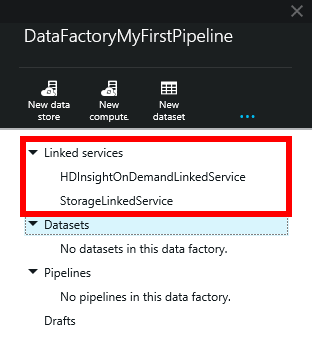 DataFactoryMyFirstPipeline
New data store
New compute.
New dataset
...
Linked services
HDInsightOnDemandLinkedService
StorageLinkedService
Datasets
No datasets in this data factory.
Pipelines
No pipelines in this data factory.
Drafts